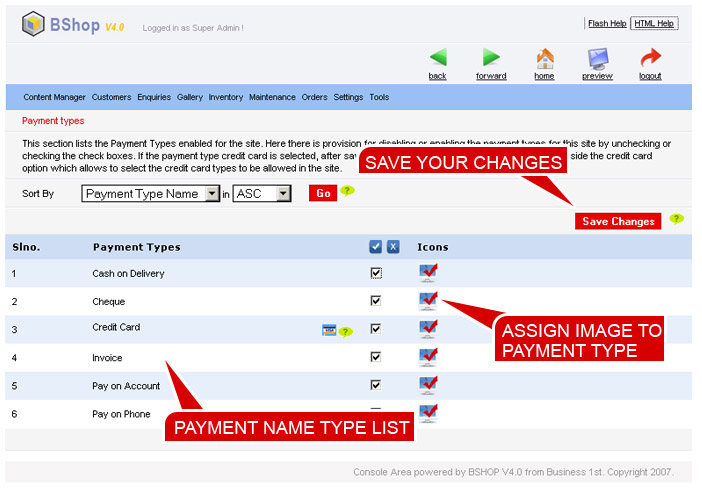 BShop V4.0 Logged in as Super Admin ! Flash Help HTML Help
back forward home preview logout
Content Manager Customers Enquiries Gallery Inventory Maintenance Orders Settings Tools
Payment types
This section lists the Payment Types enabled for the site. Here there is provision for disabling or enabling the payment types for this site by unchecking or
checking the check boxes. If the payment type credit card is selected, after sav side the credit card
option which allows to select the credit card types to be allowed in the site.
SAVE YOUR CHANGES
Sort By Payment Type Name in ASC Go ?
Save Changes ?
Slno. Payment Types Icons
1 Cash on Delivery
2 Cheque
3 Credit Card VISA ?
4 Invoice
5 Pay on Account
6 Pay on Phone
ASSIGN IMAGE TO
PAYMENT TYPE
PAYMENT NAME TYPE LIST
Console Area powered by BSHOP V4.0 from Business 1st. Copyright 2007.